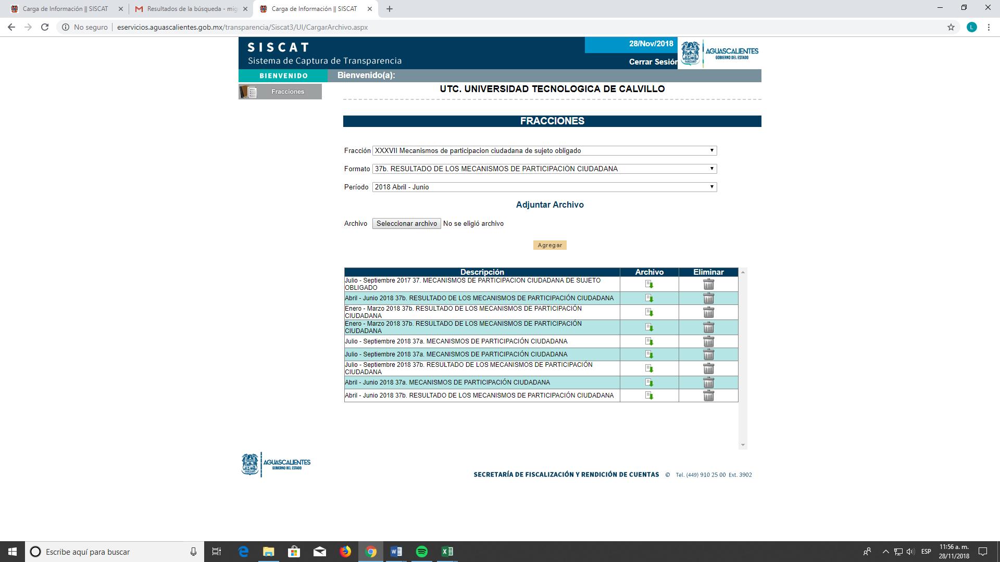 Carga de Información || SISCAT
Resultados de la búsqueda - mig
Carga de Información || SISCAT
No seguro
eservicios.aguascalientes.gob.mx/transparencia/Siscat3/UI/CargarArchivo.aspx
L
SISCAT
Sistema de Captura de Transparencia
28/Nov/2018
Cerrar Sesión
AGUASCALIENTES
GOBIERNO DEL ESTADO
BIENVENIDO
Bienvenido(a):
Fracciones
UTC. UNIVERSIDAD TECNOLOGICA DE CALVILLO
FRACCIONES
Fracción XXXVII Mecanismos de participacion ciudadana de sujeto obligado
Formato 37b. RESULTADO DE LOS MECANISMOS DE PARTICIPACIÓN CIUDADANA
Período 2018 Abril - Junio
Adjuntar Archivo
Archivo Seleccionar archivo No se eligió archivo
Agregar
Descripción Archivo Eliminar
Julio - Septiembre 2017 37. MECANISMOS DE PARTICIPACION CIUDADANA DE SUJETO
OBLIGADO
Abril - Junio 2018 37b. RESULTADO DE LOS MECANISMOS DE PARTICIPACIÓN CIUDADANA
Enero - Marzo 2018 37b. RESULTADO DE LOS MECANISMOS DE PARTICIPACIÓN
CIUDADANA
Enero - Marzo 2018 37b. RESULTADO DE LOS MECANISMOS DE PARTICIPACIÓN
CIUDADANA
Julio - Septiembre 2018 37a. MECANISMOS DE PARTICIPACIÓN CIUDADANA
Julio - Septiembre 2018 37a. MECANISMOS DE PARTICIPACIÓN CIUDADANA
Julio - Septiembre 2018 37b. RESULTADO DE LOS MECANISMOS DE PARTICIPACIÓN
CIUDADANA
Abril - Junio 2018 37a. MECANISMOS DE PARTICIPACIÓN CIUDADANA
Abril - Junio 2018 37b. RESULTADO DE LOS MECANISMOS DE PARTICIPACIÓN CIUDADANA
AGUASCALIENTES
GOBIERNO DEL ESTADO
SECRETARÍA DE FISCALIZACIÓN Y RENDICIÓN DE CUENTAS © Tel. (449) 910 25 00 Ext. 3902
Escribe aquí para buscar
ESP
11:56 a. m.
28/11/2018